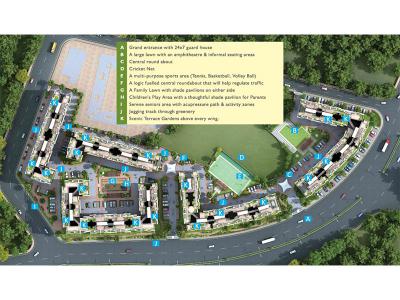 A Grand entrance with 24x7 guard house
B A large lawn with an amphitheatre & informal seating areas
C Central round about
D Cricket Net
E A multi-purpose sports area (Tennis, Basketball, Volley Ball)
F A logic fuelled central roundabout that will help regulate traffic
G A Family Lawn with shade pavilions on either side
H Children's Play Area with a thoughtful shade pavilion for Parents
I Serene seniors area with acupressure path & activity zones
J Jogging track through greenery
K Scenic Terrace Gardens above every wing.